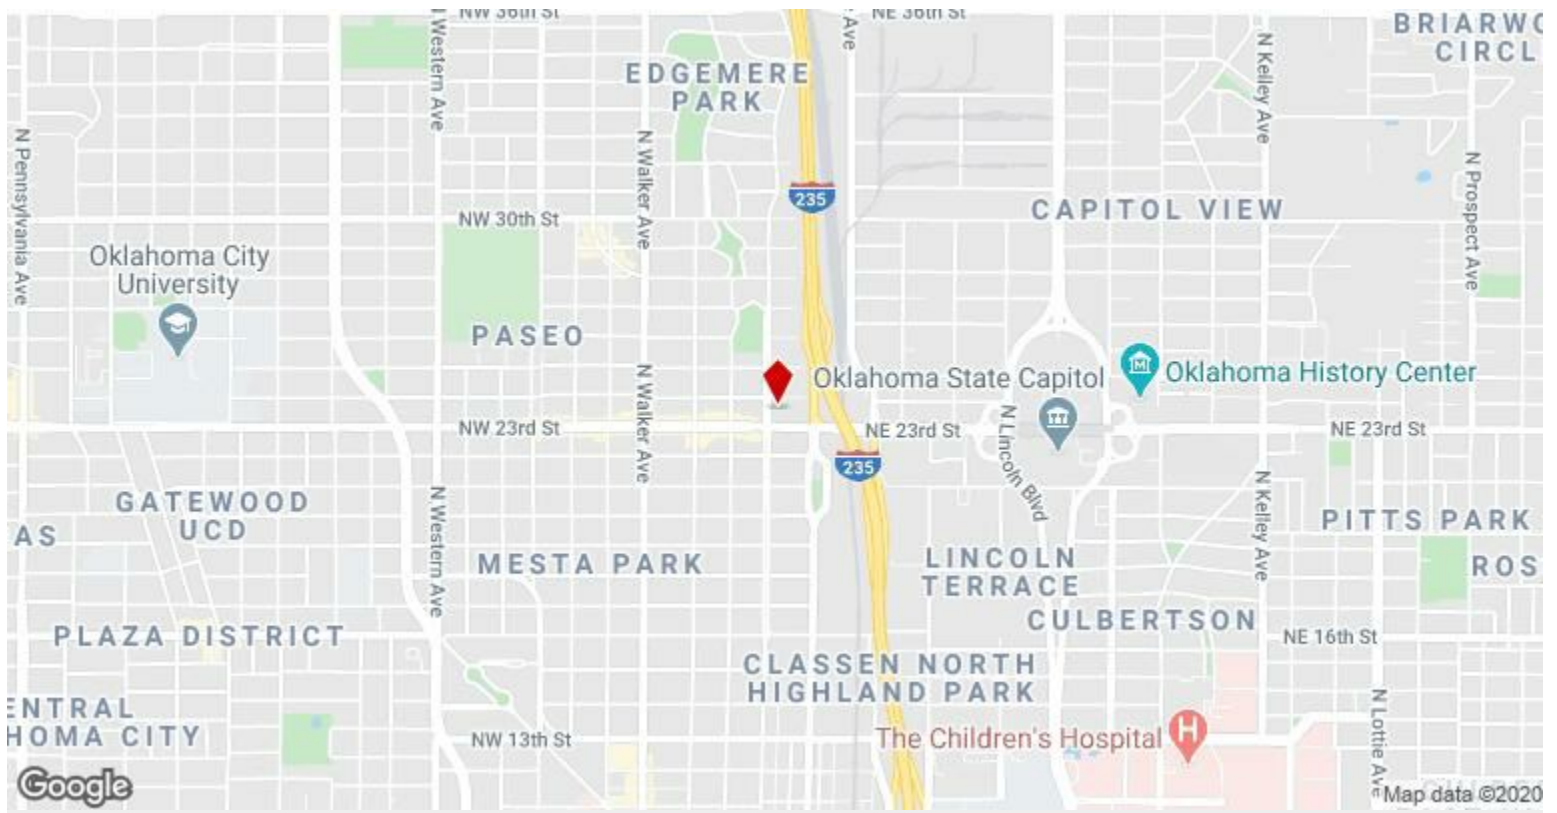 NW 36th St
NE 36th St
N Western Ave
Ave
BRIARWO
CIRCL
EDGEMERE
PARK
N Kelley Ave
N Pennsylvania Ave
N Walker Ave
N Prospect Ave
235
NW 30th St
CAPITOL VIEW
Oklahoma City
University
PASEO
Oklahoma State Capitol
M
Oklahoma History Center
N Walker Ave
NW 23rd St
NE 23rd St
N Lincoln Blvd
NE 23rd St
235
GATEWOOD
UCD
N Western Ave
AS
N Kelley Ave
PITTS PARK
MESTA PARK
LINCOLN
TERRACE
ROS
CULBERTSON
PLAZA DISTRICT
NE 16th St
CLASSEN NORTH
HIGHLAND PARK
ENTRAL
HOMA CITY
NW 13th St
The Children's Hospital
H
N Lottie Ave
Google
Map data ©2020